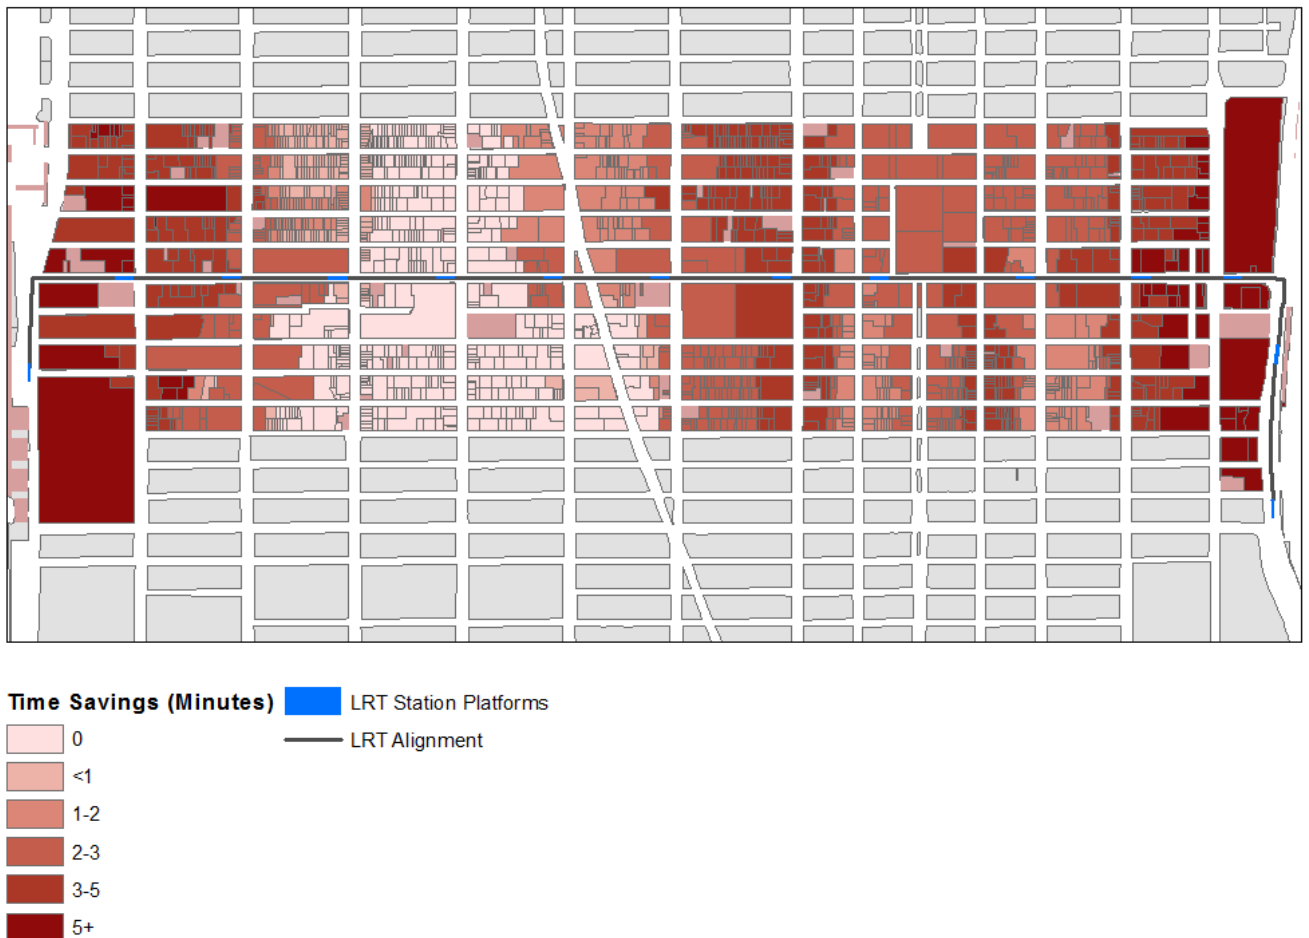 Time Savings (Minutes)
LRT Station Platforms
0
LRT Alignment
<1
1-2
2-3
3-5
5+